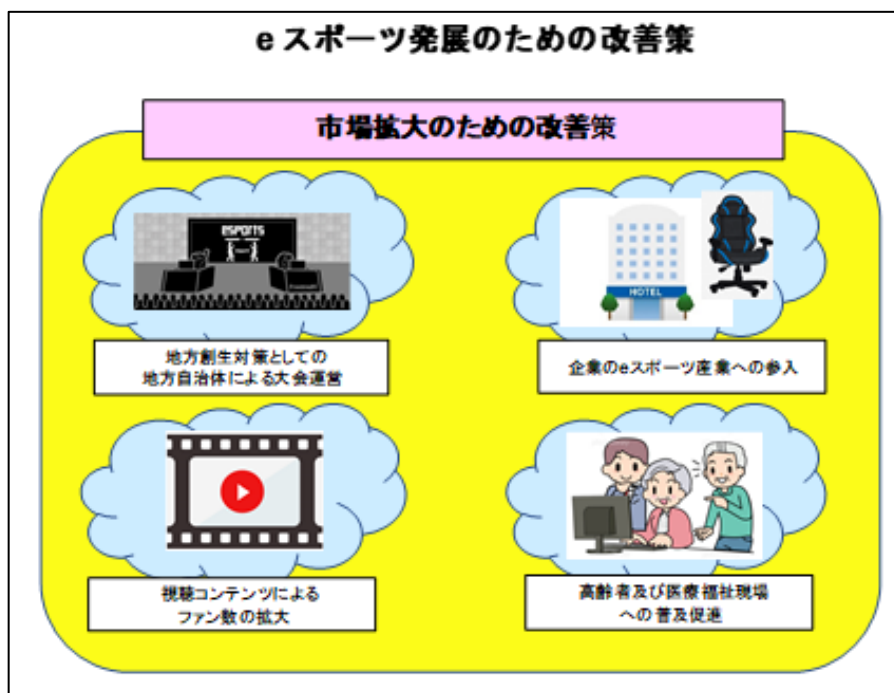 eスポーツ発展のための改善策
市場拡大のための改善策
ESPORTS
地方創生対策としての
地方自治体による大会運営
HOTEL
企業のeスポーツ産業への参入
視聴コンテンツによる
ファン数の拡大
高齢者及び医療福祉現場
への普及促進